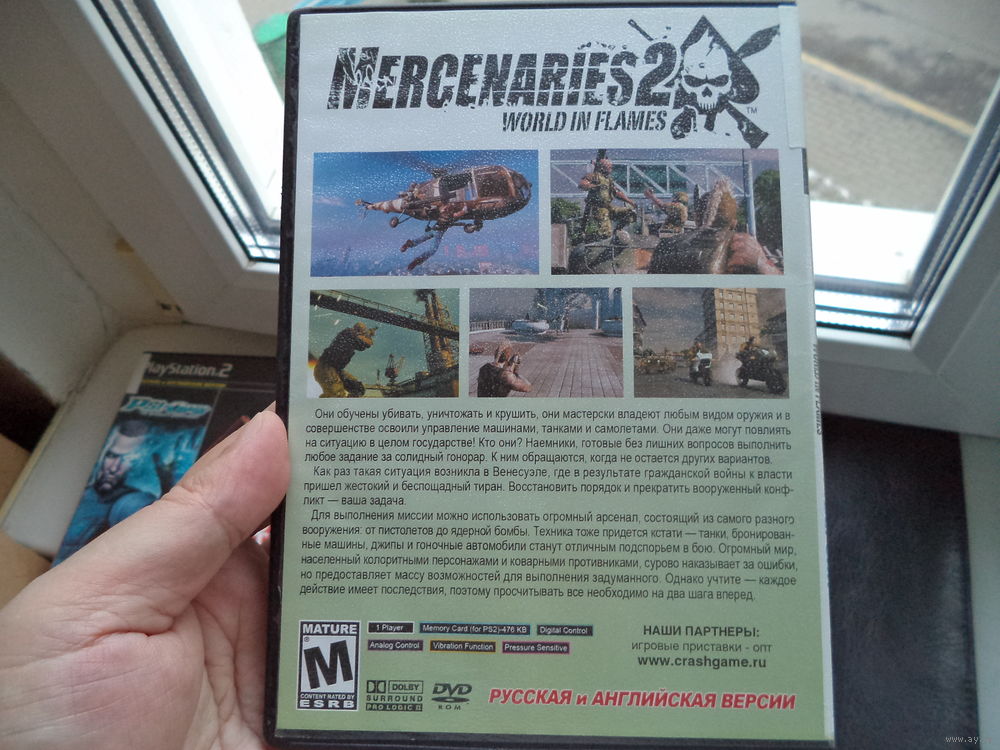 MERCENARIES 2
WORLD IN FLAMES
TM
Они обучены убивать, уничтожать и крушить, они мастерски владеют любым видом оружия и в
совершенстве освоили управление машинами, танками и самолетами. Они даже могут повлиять
на ситуацию в целом государстве! Кто они? Наемники, готовые без лишних вопросов выполнить
любое задание за солидный гонорар. К ним обращаются, когда не остается других вариантов.
Как раз такая ситуация возникла в Венесуэле, где в результате гражданской войны к власти
пришел жестокий и беспощадный тиран. Восстановить порядок и прекратить вооруженный конф-
ликт — ваша задача.
Для выполнения миссии можно использовать огромный арсенал, состоящий из самого разного
вооружения: от пистолетов до ядерной бомбы. Техника тоже придется кстати — танки, бронирован-
ные машины, джипы и гоночные автомобили станут отличным подспорьем в бою. Огромный мир,
населенный колоритными персонажами и коварными противниками, сурово наказывает за ошибки,
но предоставляет массу возможностей для выполнения задуманного. Однако учтите — каждое
действие имеет последствия, поэтому просчитывать все необходимо на два шага вперед.
MATURE
M
CONTENT RATED BY
ESRB
1 Player
Memory Card (for PS2)-476 KB
Digital Control
Analog Control
Vibration Function
Pressure Sensitive
DOLBY
SURROUND
PRO LOGIC II
DVD
ROM
НАШИ ПАРТНЕРЫ:
игровые приставки - опт
www.crashgame.ru
РУССКАЯ и АНГЛИЙСКАЯ ВЕРСИИ
PlayStation.2